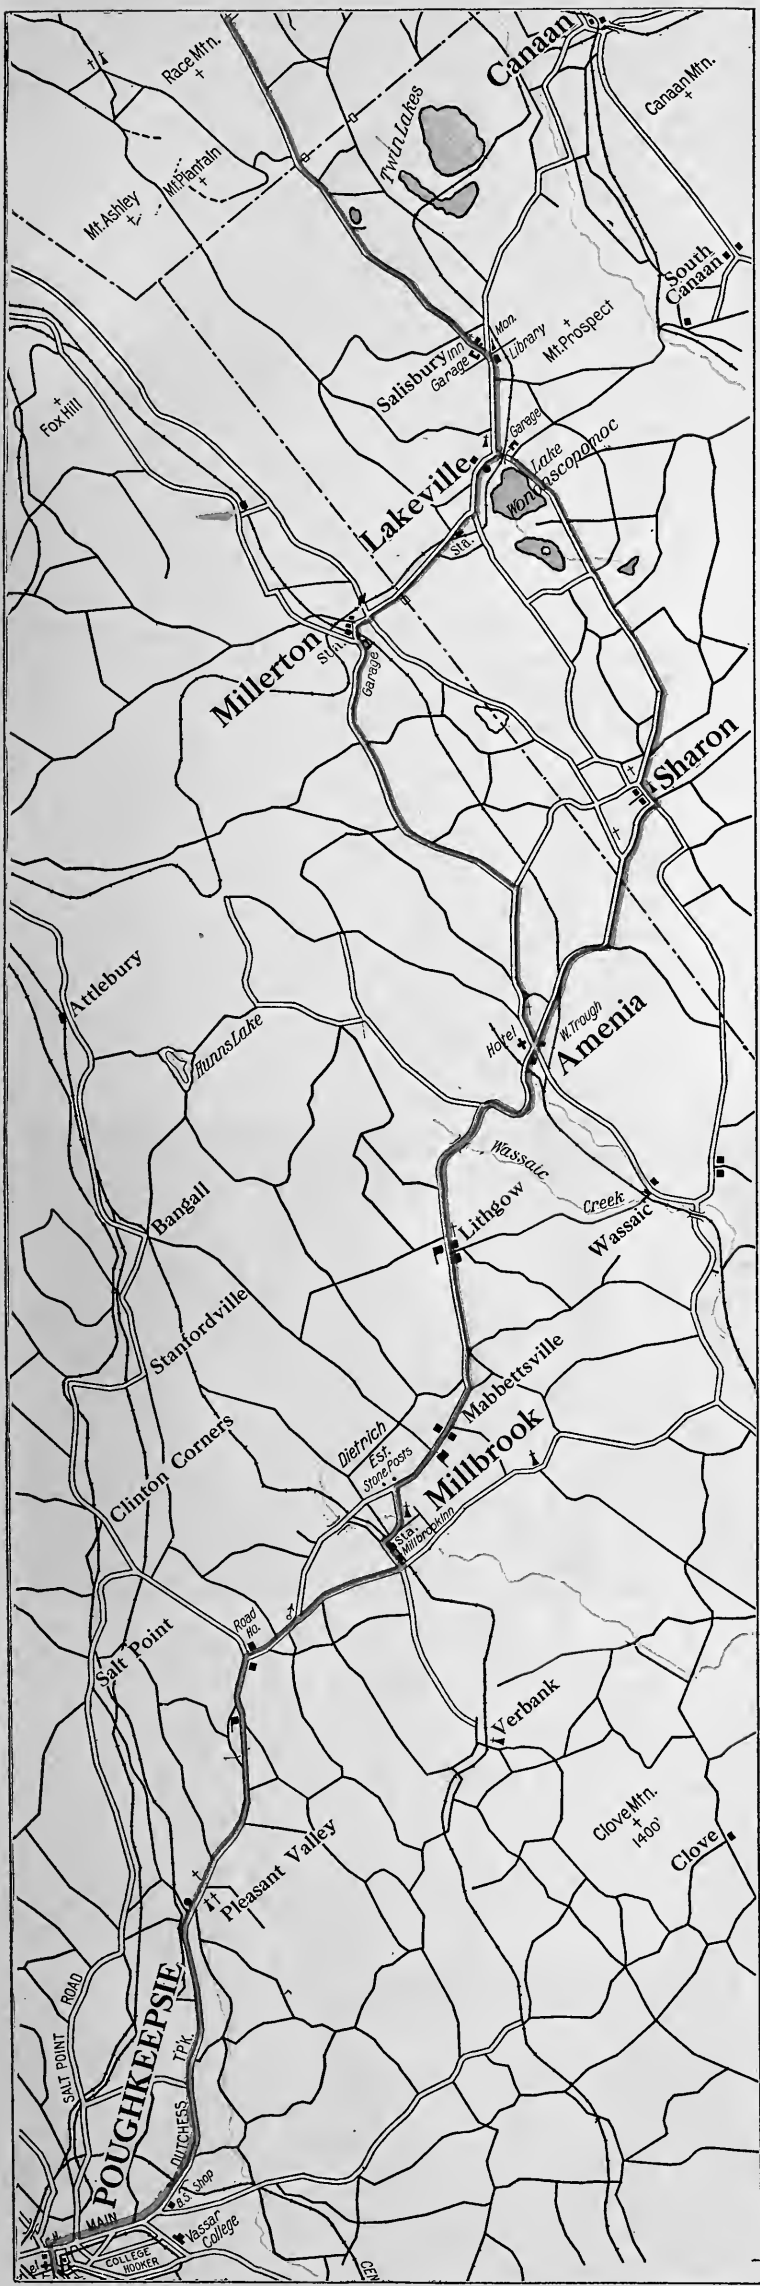 Canaan
Race Mtn.
Canaan Mtn.
Twin Lakes
Mt. Plantain
Mt. Ashley
South
Canaan
Mon.
Library
Mt. Prospect
Salisbury
Inn
Garage
Fox Hill
Garage
Lake
Wononscopomoc
Lakeville
Sta.
Millerton
Garage
Sharon
Attlebury
Hunns Lake
Hotel
W. Trough
Amenia
Wassaic
Creek
Bangall
Lithgow
Wassaic
Stanfordville
Mabbettsville
Clinton Corners
Dietrich
Est.
Stone Posts
Millbrook
Sta.
Millbrook Inn
Road
Ho.
Salt Point
Verbank
Clove Mtn.
1400'
Clove
Pleasant Valley
POUGHKEEPSIE
SALT POINT
ROAD
DUTCHESS
TP'K.
MAIN
B.S. Shop
Vassar
College
COLLEGE
HOOKER
CEN